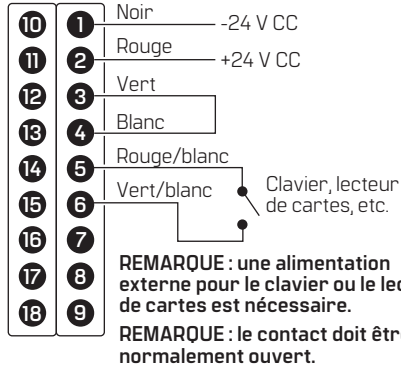 10 1 Noir -24 V CC
11 2 Rouge +24 V CC
12 3 Vert
13 4 Blanc
14 5 Rouge/blanc
15 6 Vert/blanc
Clavier, lecteur
de cartes, etc.
16 7
17 8
18 9
REMARQUE : une alimentation
externe pour le clavier ou le lec
de cartes est nécessaire.
REMARQUE : le contact doit êtr
normalement ouvert.